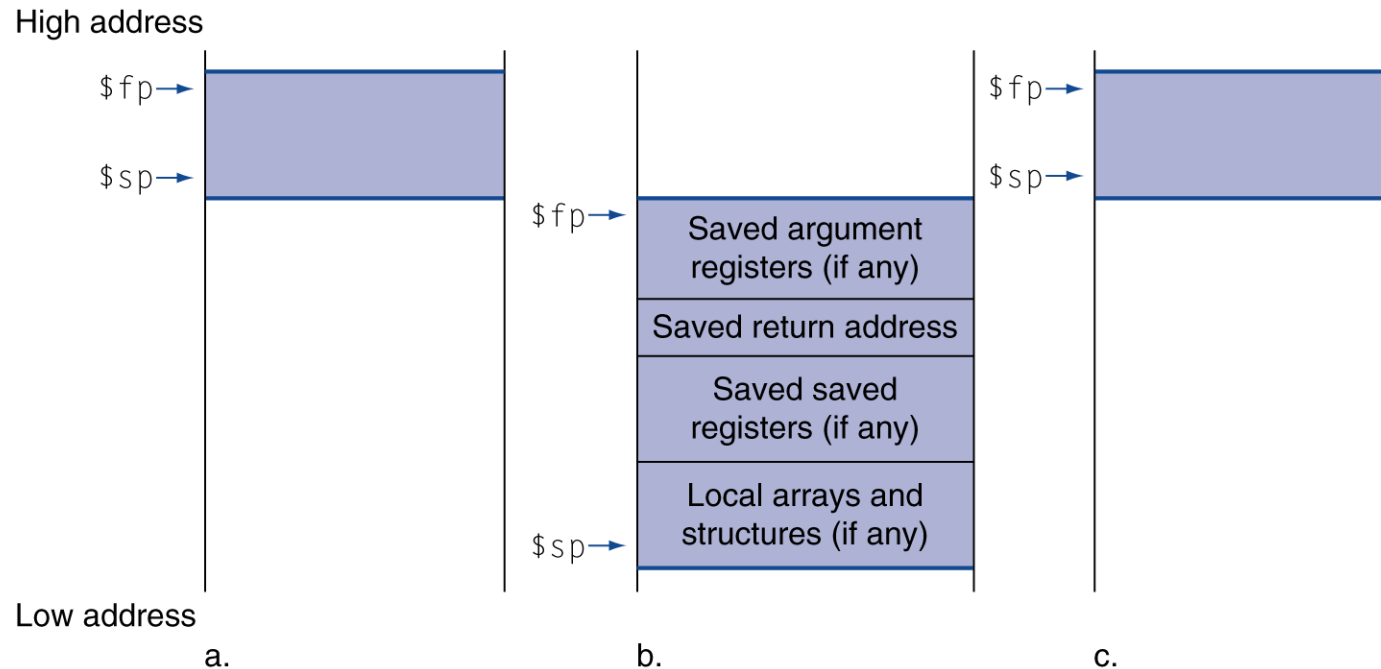 High address
$fp
$sp
$fp
Saved argument
registers (if any)
Saved return address
Saved saved
registers (if any)
Local arrays and
structures (if any)
$sp
$fp
$sp
Low address
a.
b.
c.